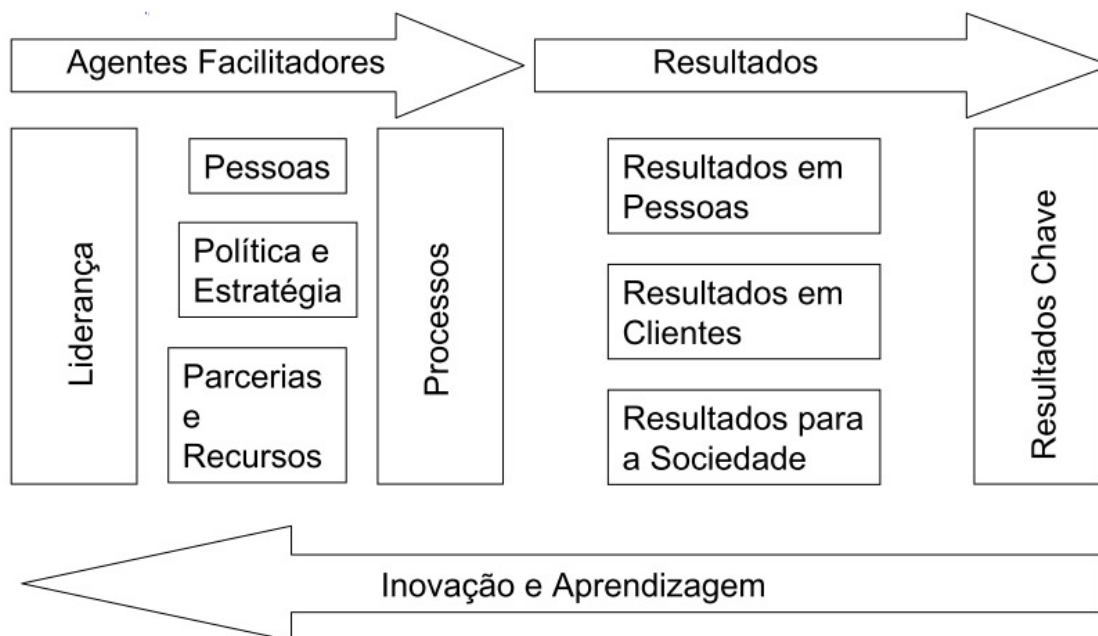 Agentes Facilitadores
Resultados
Liderança
Pessoas
Política e
Estratégia
Parcerias
e
Recursos
Processos
Resultados em
Pessoas
Resultados em
Clientes
Resultados para
a Sociedade
Resultados Chave
Inovação e Aprendizagem